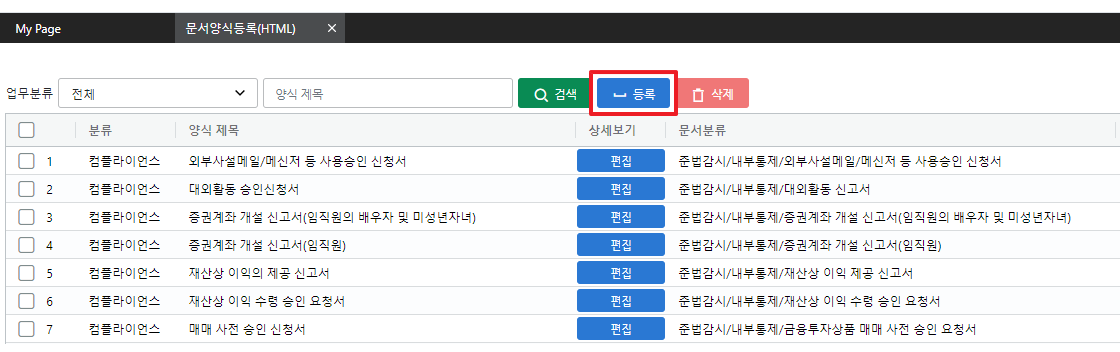 My Page 문서양식등록(HTML) ×
업무분류 전체 양식 제목 검색 등록 삭제
분류 양식 제목 상세보기 문서분류
1 컴플라이언스 외부사설메일/메신저 등 사용승인 신청서 편집 준법감시/내부통제/외부사설메일/메신저 등 사용승인 신청서
2 컴플라이언스 대외활동 승인신청서 편집 준법감시/내부통제/대외활동 신고서
3 컴플라이언스 증권계좌 개설 신고서(임직원의 배우자 및 미성년자녀) 편집 준법감시/내부통제/증권계좌 개설 신고서(임직원의 배우자 및 미성년자녀)
4 컴플라이언스 증권계좌 개설 신고서(임직원) 편집 준법감시/내부통제/증권계좌 개설 신고서(임직원)
5 컴플라이언스 재산상 이익의 제공 신고서 편집 준법감시/내부통제/재산상 이익 제공 신고서
6 컴플라이언스 재산상 이익 수령 승인 요청서 편집 준법감시/내부통제/재산상 이익 수령 승인 요청서
7 컴플라이언스 매매 사전 승인 신청서 편집 준법감시/내부통제/금융투자상품 매매 사전 승인 요청서